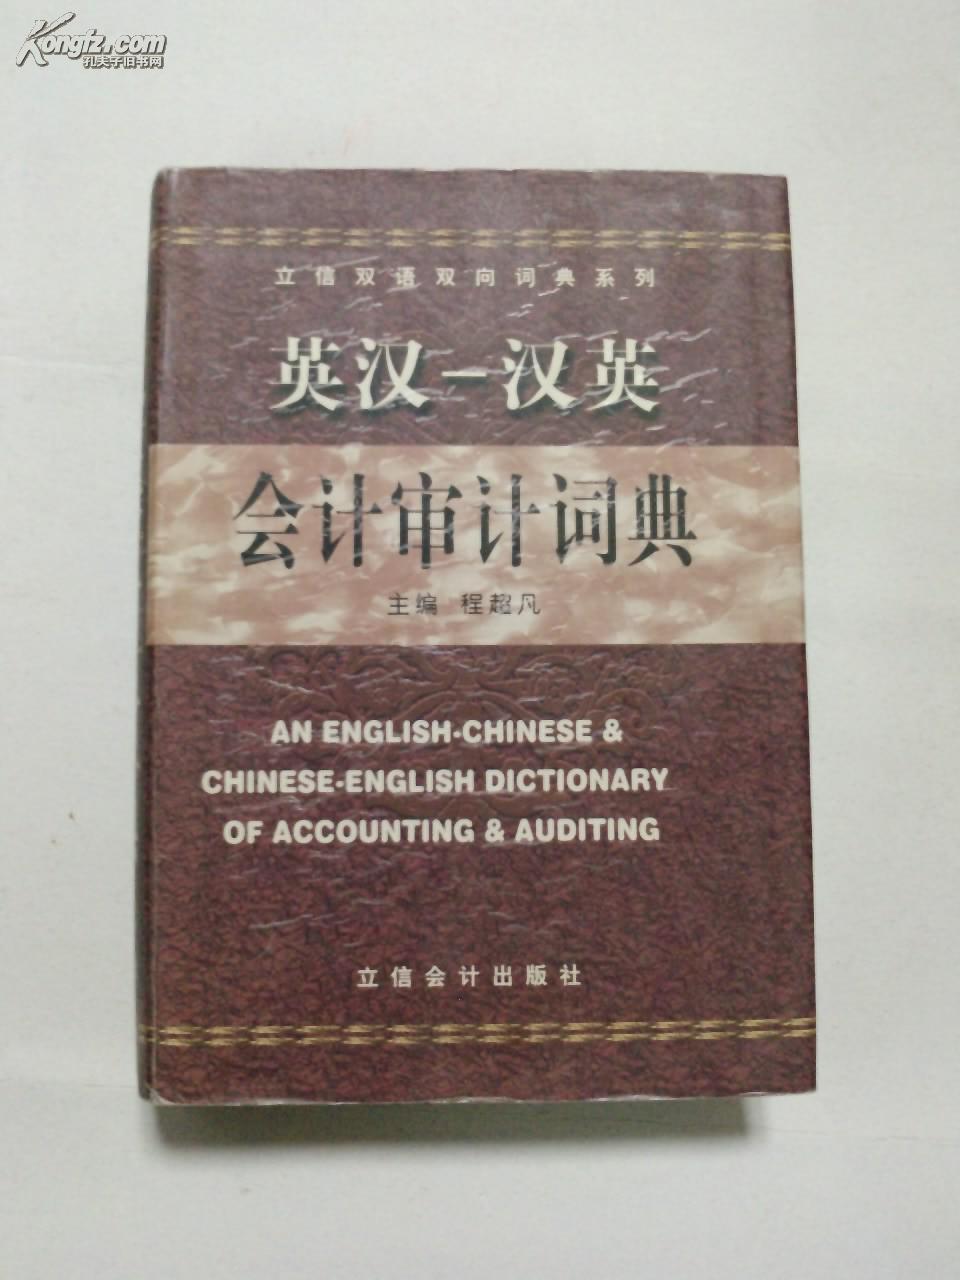 Kongfz.com
孔夫子旧书网
立信双语双向词典系列
英汉－汉英
会计审计词典
主编 程超凡
AN ENGLISH-CHINESE &
CHINESE-ENGLISH DICTIONARY
OF ACCOUNTING & AUDITING
立信会计出版社